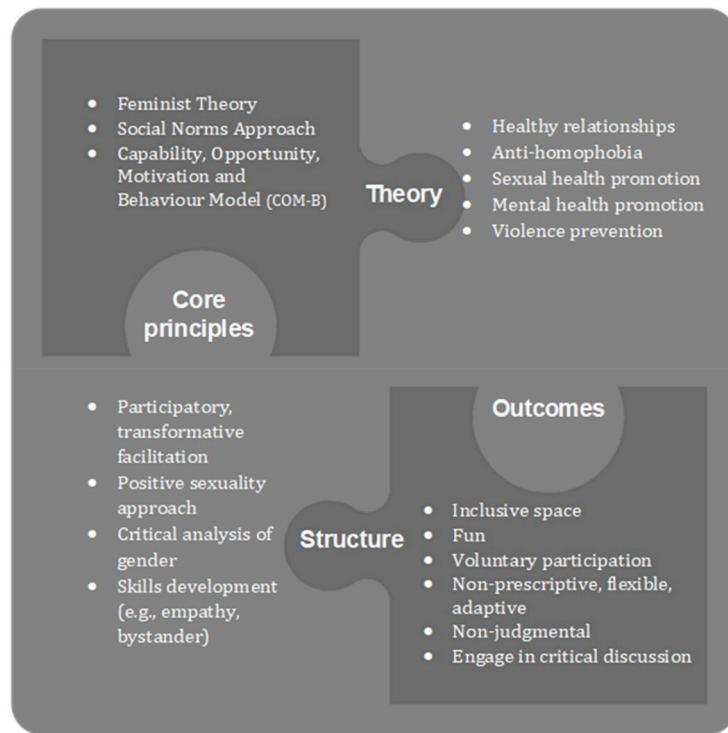 • Feminist Theory
• Social Norms Approach
• Capability, Opportunity,
Motivation and
Behaviour Model (COM-B)
Theory
• Healthy relationships
• Anti-homophobia
• Sexual health promotion
• Mental health promotion
• Violence prevention
Core
principles
• Participatory,
transformative
facilitation
• Positive sexuality
approach
• Critical analysis of
gender
• Skills development
(e.g., empathy,
bystander)
Structure
Outcomes
• Inclusive space
• Fun
• Voluntary participation
• Non-prescriptive, flexible,
adaptive
• Non-judgmental
• Engage in critical discussion